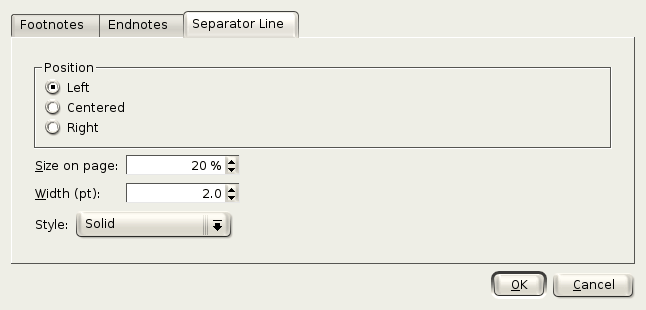 Footnotes Endnotes Separator Line
Position
Left
Centered
Right
Size on page: 20 %
Width (pt): 2.0
Style: Solid
OK Cancel